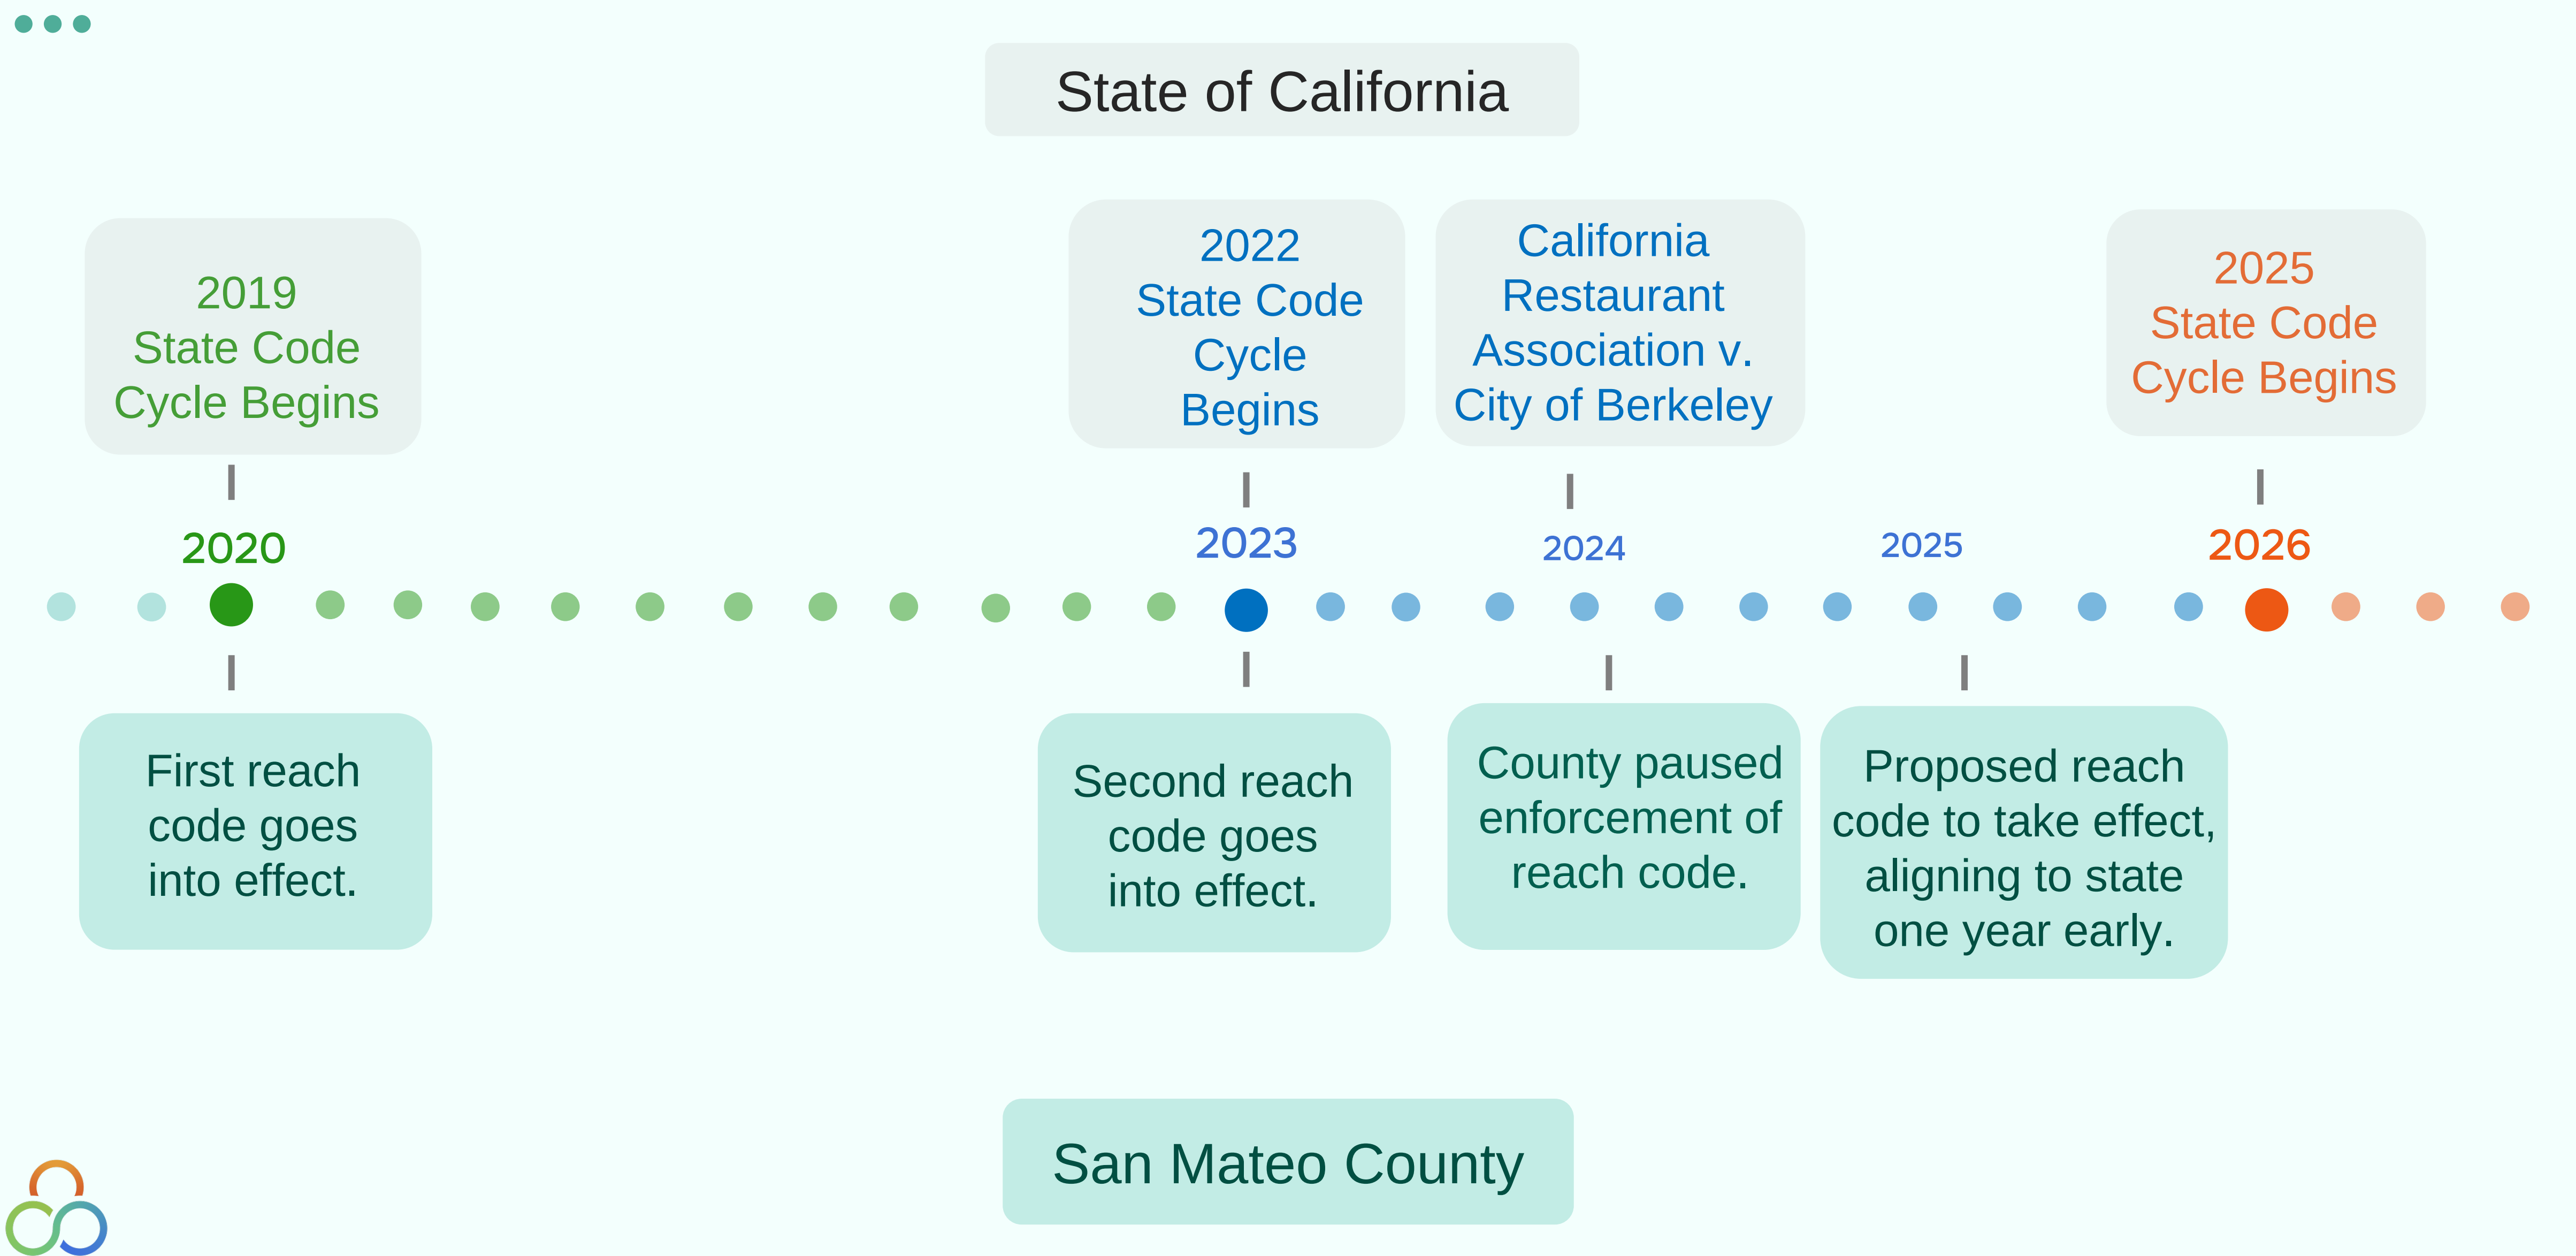 State of California
2019
State Code
Cycle Begins
2022
State Code
Cycle
Begins
California
Restaurant
Association v.
City of Berkeley
2025
State Code
Cycle Begins
2020
2023
2024
2025
2026
First reach
code goes
into effect.
Second reach
code goes
into effect.
County paused
enforcement of
reach code.
Proposed reach
code to take effect,
aligning to state
one year early.
San Mateo County